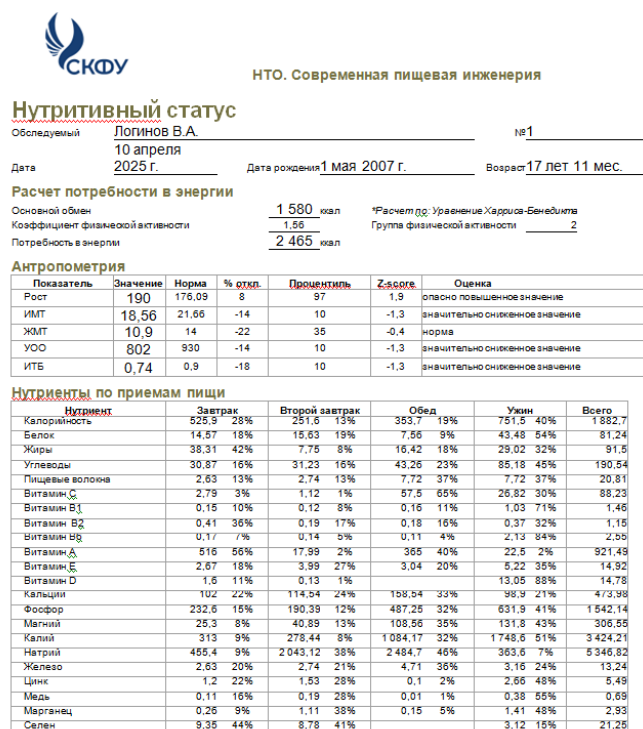 СКФУ
НТО. Современная пищевая инженерия
Нутритивный статус
Обследуемый Логинов В.А. №1
10 апреля
Дата 2025 г. Дата рождения1 мая 2007 г. Возраст17 лет 11 мес.
Расчет потребности в энергии
Основной обмен 1 580 ккал *Расчет по: Уравнение Харриса-Бенедикта
Коэффициент физической активности 1,56 Группа физической активности 2
Потребность в энергии 2 465 ккал
Антропометрия
Показатель Значение Норма % откл. Процентиль Z-score Оценка
Рост 190 176,09 8 97 1,9 опасно повышенное значение
ИМТ 18,56 21,66 -14 10 -1,3 значительно сниженное значение
ЖМТ 10,9 14 -22 35 -0,4 норма
УОО 802 930 -14 10 -1,3 значительно сниженное значение
ИТБ 0,74 0,9 -18 10 -1,3 значительно сниженное значение
Нутриенты по приемам пищи
Нутриент Завтрак Второй завтрак Обед Ужин Всего
Калорийность 525,9 28% 251,6 13% 353,7 19% 751,5 40% 1 882,7
Белок 14,57 18% 15,63 19% 7,56 9% 43,48 54% 81,24
Жиры 38,31 42% 7,75 8% 16,42 18% 29,02 32% 91,5
Углеводы 30,87 16% 31,23 16% 43,26 23% 85,18 45% 190,54
Пищевые волокна 2,63 13% 2,74 13% 7,72 37% 7,72 37% 20,81
Витамин C 2,79 3% 1,12 1% 57,5 65% 26,82 30% 88,23
Витамин B1 0,15 10% 0,12 8% 0,16 11% 1,03 71% 1,46
Витамин B2 0,41 36% 0,19 17% 0,18 16% 0,37 32% 1,15
Витамин B6 0,17 7% 0,14 5% 0,11 4% 2,13 84% 2,55
Витамин A 516 56% 17,99 2% 365 40% 22,5 2% 921,49
Витамин E 2,67 18% 3,99 27% 3,04 20% 5,22 35% 14,92
Витамин D 1,6 11% 0,13 1% 13,05 88% 14,78
Кальций 102 22% 114,54 24% 158,54 33% 98,9 21% 473,98
Фосфор 232,6 15% 190,39 12% 487,25 32% 631,9 41% 1 542,14
Магний 25,3 8% 40,89 13% 108,56 35% 131,8 43% 306,55
Калий 313 9% 278,44 8% 1 084,17 32% 1 748,6 51% 3 424,21
Натрий 455,4 9% 2 043,12 38% 2 484,7 46% 363,6 7% 5 346,82
Железо 2,63 20% 2,74 21% 4,71 36% 3,16 24% 13,24
Цинк 1,2 22% 1,53 28% 0,1 2% 2,66 48% 5,49
Медь 0,11 16% 0,19 28% 0,01 1% 0,38 55% 0,69
Марганец 0,26 9% 1,11 38% 0,15 5% 1,41 48% 2,93
Селен 9,35 44% 8,78 41% 3,12 15% 21,25